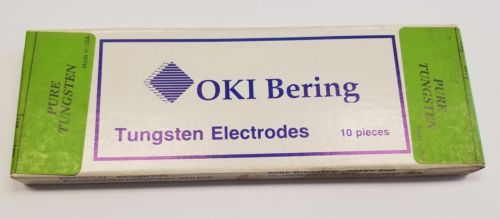 PURE
TUNGSTEN
Made in USA
OKI Bering
Tungsten Electrodes
10 pieces
PURE
TUNGSTEN